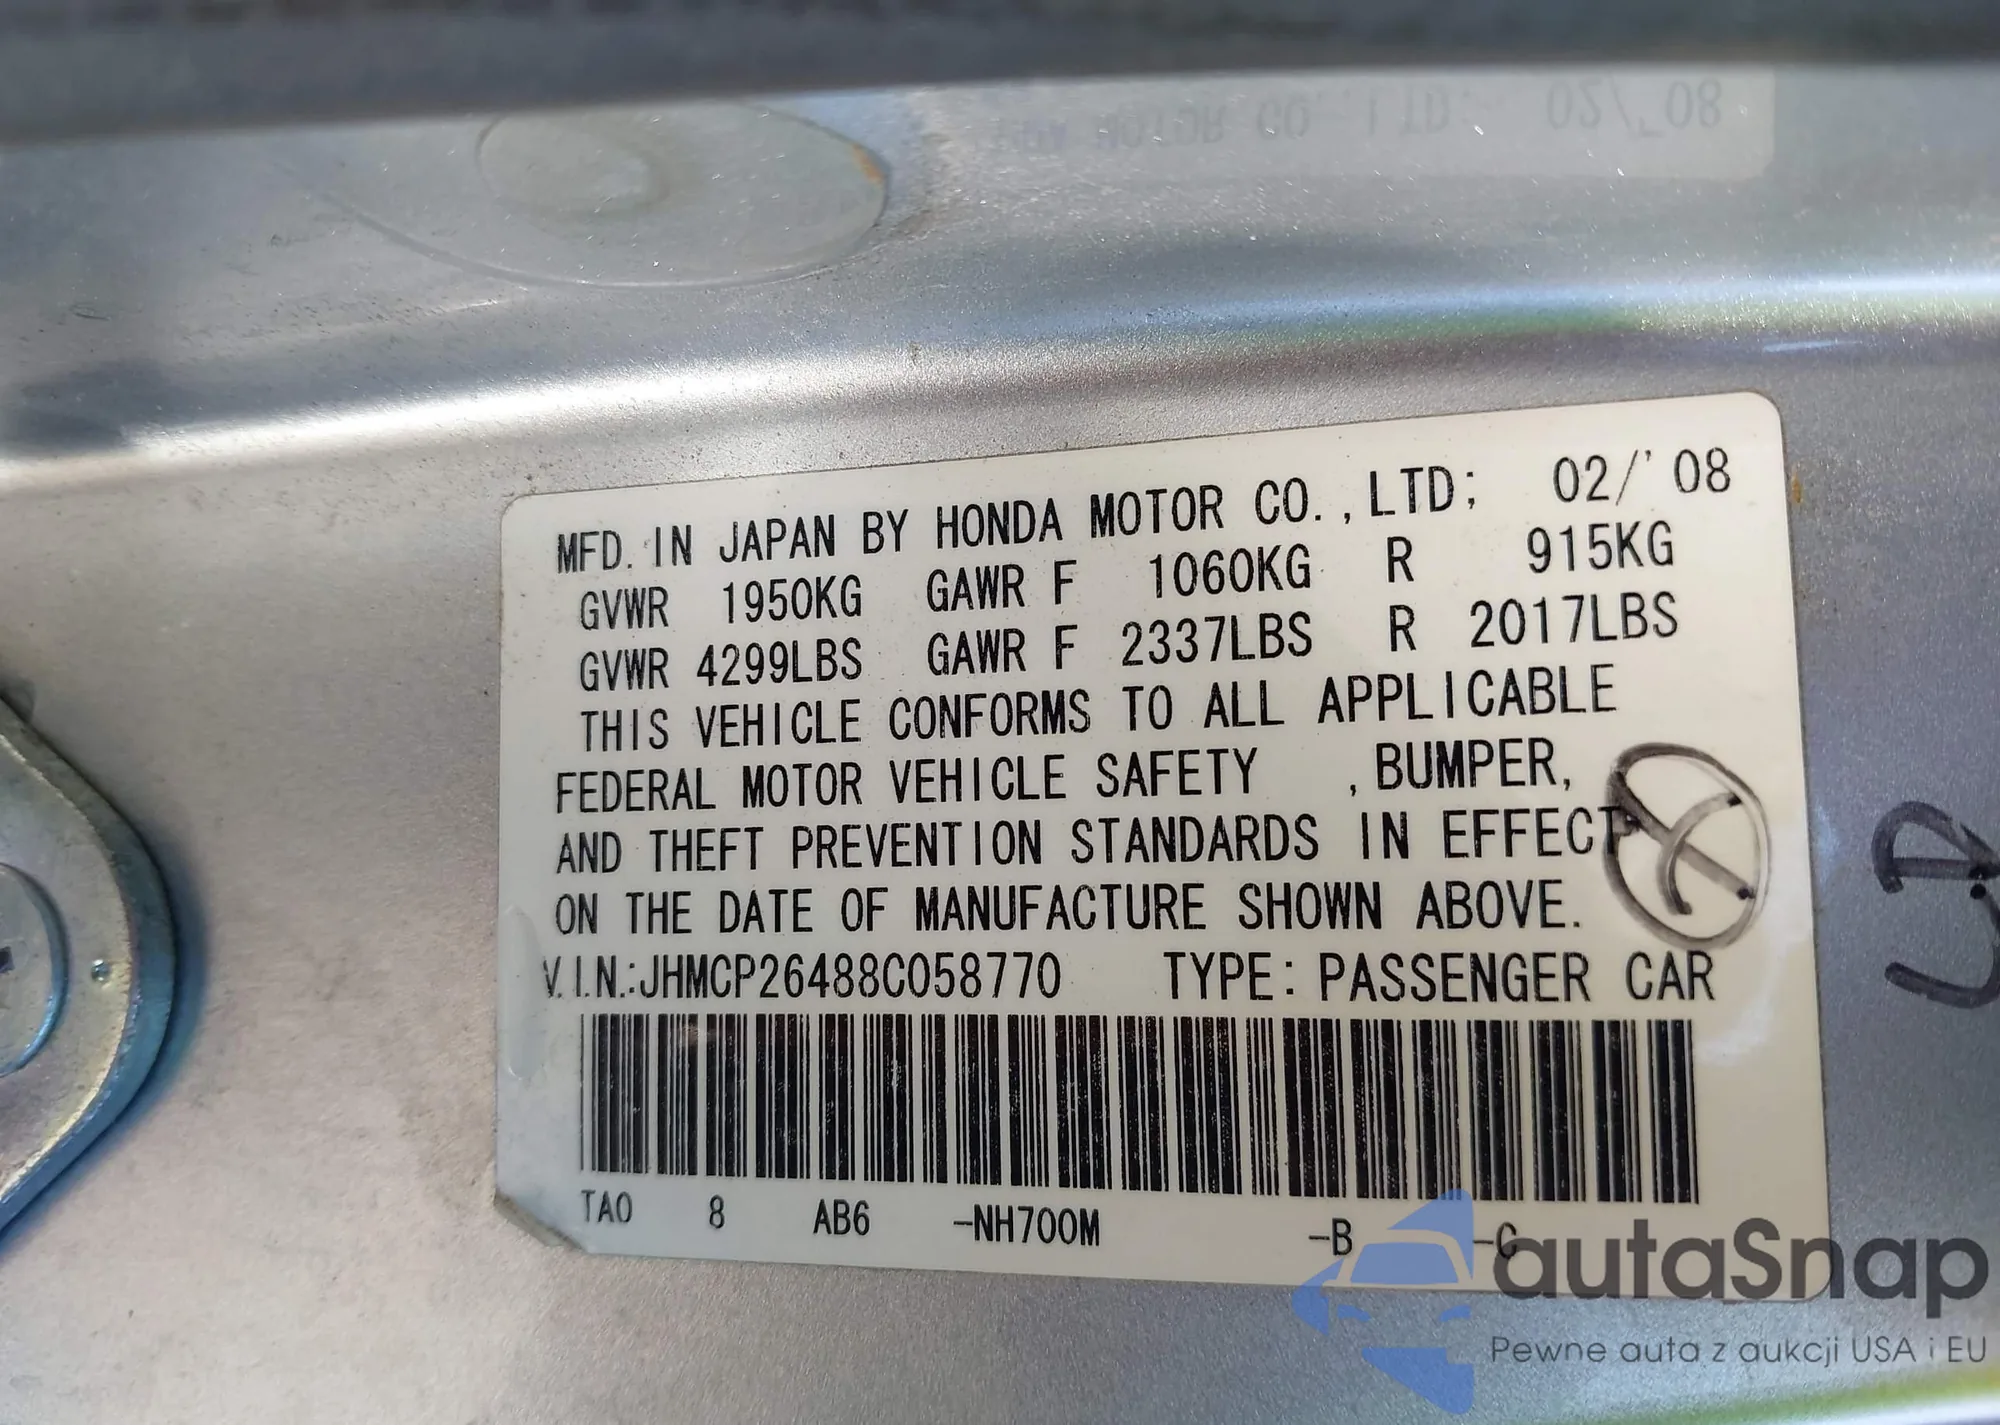 MFD. IN JAPAN BY HONDA MOTOR CO.,LTD; 02/'08
GVWR 1950KG GAWR F 1060KG R 915KG
GVWR 4299LBS GAWR F 2337LBS R 2017LBS
THIS VEHICLE CONFORMS TO ALL APPLICABLE
FEDERAL MOTOR VEHICLE SAFETY , BUMPER,
AND THEFT PREVENTION STANDARDS IN EFFECT
ON THE DATE OF MANUFACTURE SHOWN ABOVE.
V.I.N.:JHMCP26488C058770 TYPE: PASSENGER CAR
TA0 8 AB6 -NH700M -B -C
autaSnap
Pewne auta z aukcji USA i EU